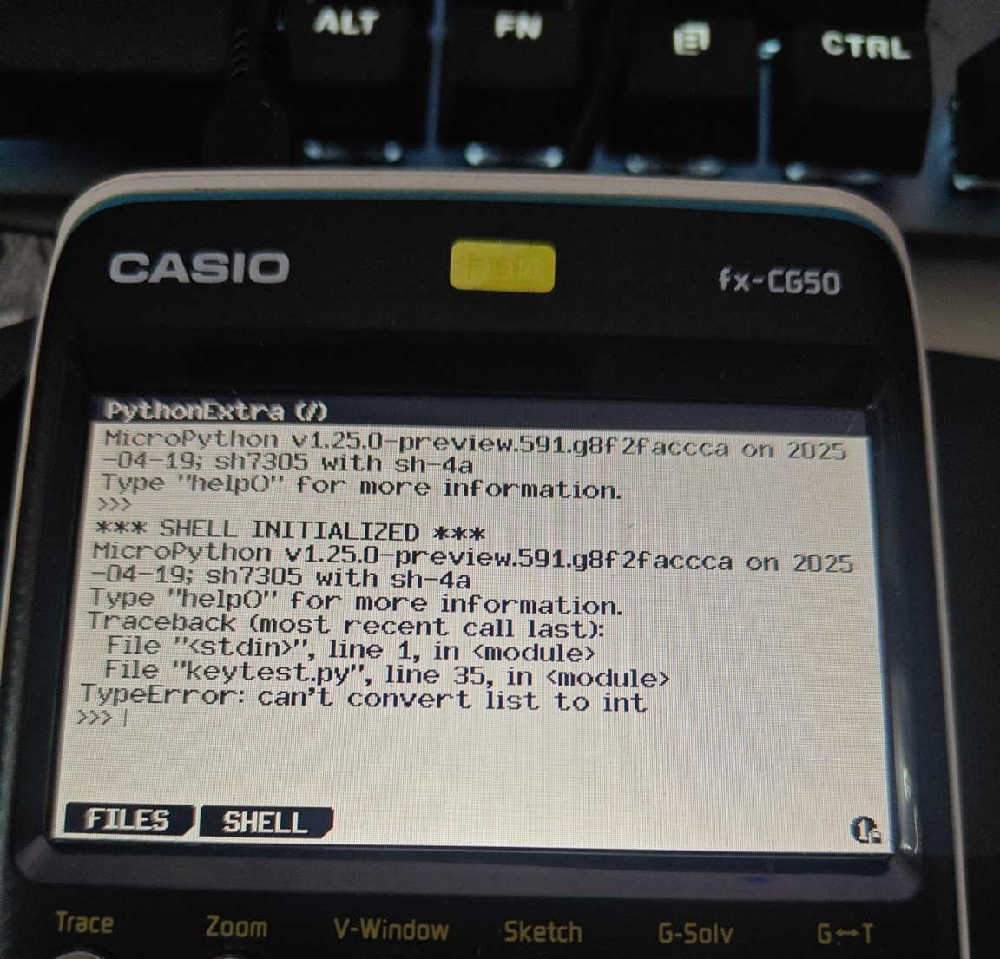 ALT FN CTRL
CASIO fx-CG50
PythonExtra (/)
MicroPython v1.25.0-preview.591.g8f2faccca on 2025
-04-19; sh7305 with sh-4a
Type "help()" for more information.
>>>
*** SHELL INITIALIZED ***
MicroPython v1.25.0-preview.591.g8f2faccca on 2025
-04-19; sh7305 with sh-4a
Type "help()" for more information.
Traceback (most recent call last):
File "<stdin>", line 1, in <module>
File "keytest.py", line 35, in <module>
TypeError: can't convert list to int
>>>
FILES SHELL 1
Trace Zoom V-Window Sketch G-Solv G↔T